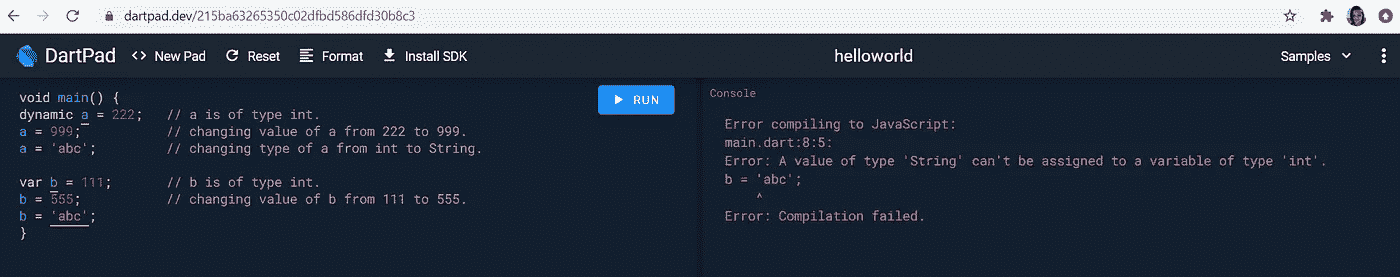 dartpad.dev/215ba63265350c02dfbd586dfd30b8c3
DartPad <> New Pad Reset Format Install SDK helloworld Samples
void main() {
dynamic a = 222; // a is of type int.
a = 999; // changing value of a from 222 to 999.
a = 'abc'; // changing type of a from int to String.
var b = 111; // b is of type int.
b = 555; // changing value of b from 111 to 555.
b = 'abc';
}
RUN
Console
Error compiling to JavaScript:
main.dart:8:5:
Error: A value of type 'String' can't be assigned to a variable of type 'int'.
b = 'abc';
^
Error: Compilation failed.